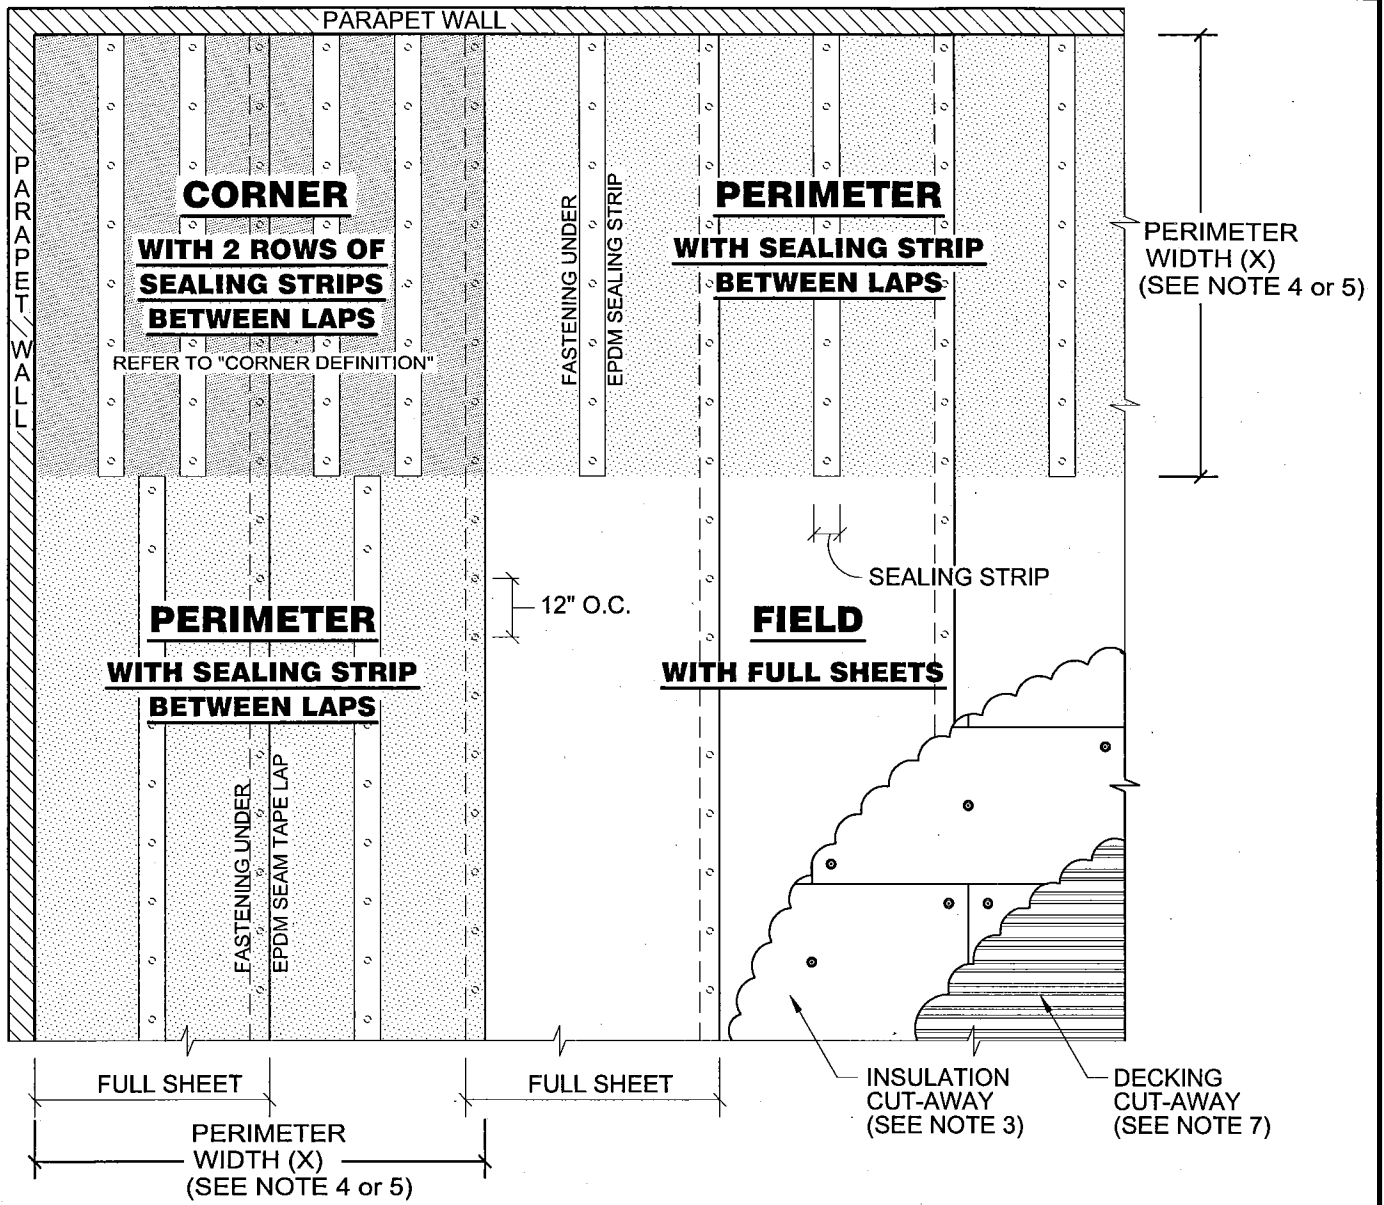 PARAPET WALL
PARAPET WALL
CORNER
WITH 2 ROWS OF
SEALING STRIPS
BETWEEN LAPS
REFER TO "CORNER DEFINITION"
FASTENING UNDER
EPDM SEALING STRIP
PERIMETER
WITH SEALING STRIP
BETWEEN LAPS
PERIMETER
WIDTH (X)
(SEE NOTE 4 or 5)
SEALING STRIP
12" O.C.
PERIMETER
WITH SEALING STRIP
BETWEEN LAPS
FIELD
WITH FULL SHEETS
FASTENING UNDER
EPDM SEAM TAPE LAP
FULL SHEET
FULL SHEET
INSULATION
CUT-AWAY
(SEE NOTE 3)
DECKING
CUT-AWAY
(SEE NOTE 7)
PERIMETER
WIDTH (X)
(SEE NOTE 4 or 5)